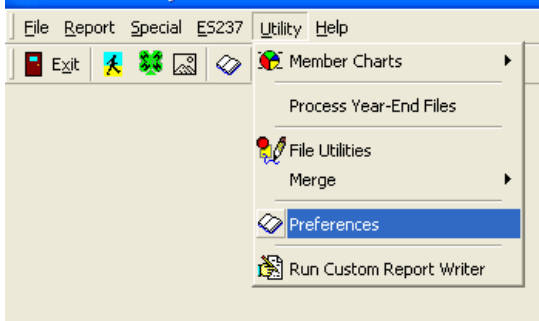 File Report Special ES237 Utility Help
Exit
Member Charts
Process Year-End Files
File Utilities
Merge
Preferences
Run Custom Report Writer